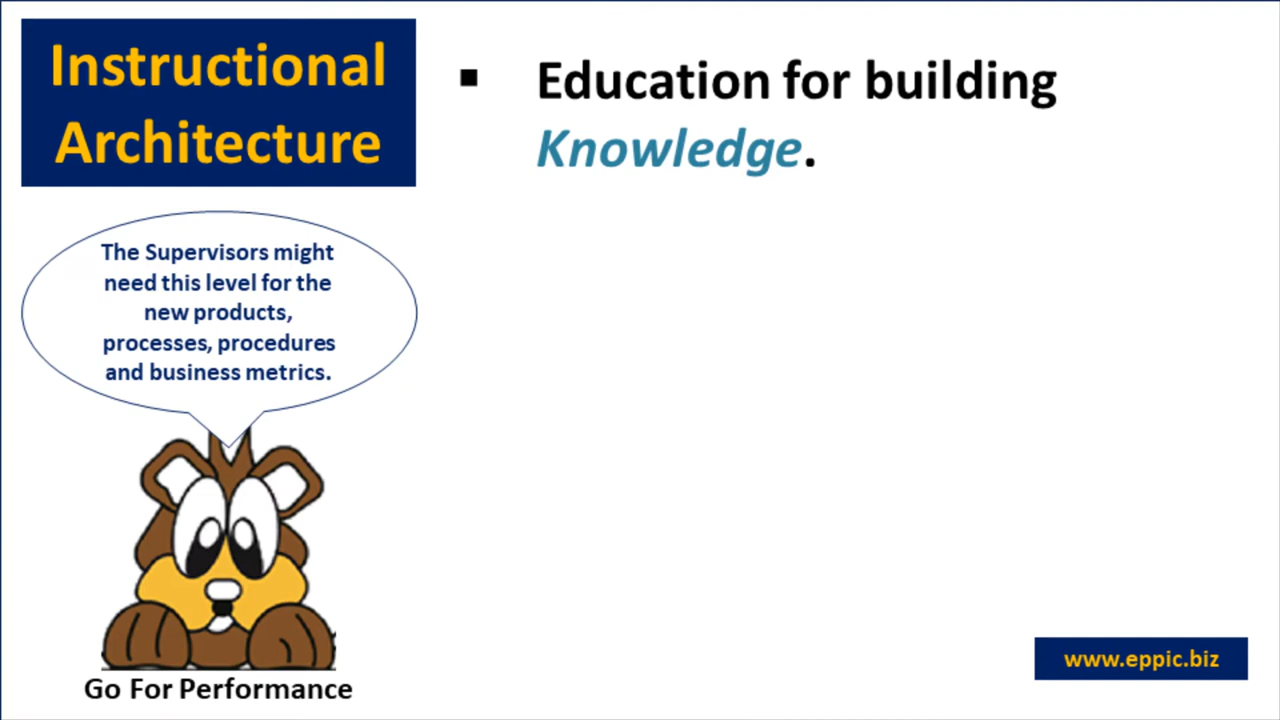 Instructional
Architecture
▪ Education for building
Knowledge.
The Supervisors might
need this level for the
new products,
processes, procedures
and business metrics.
Go For Performance
www.eppic.biz